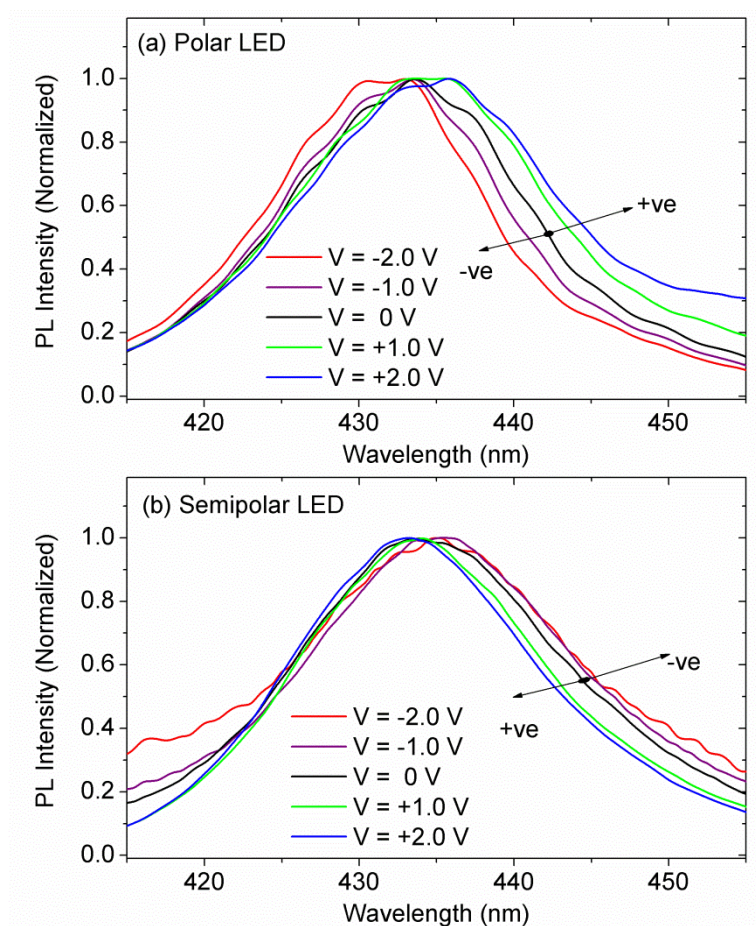 (a) Polar LED
PL Intensity (Normalized)
1.0
0.8
0.6
0.4
0.2
0.0
+ve
-ve
V = -2.0 V
V = -1.0 V
V = 0 V
V = +1.0 V
V = +2.0 V
420 430 440 450
Wavelength (nm)
(b) Semipolar LED
PL Intensity (Normalized)
1.0
0.8
0.6
0.4
0.2
0.0
-ve
+ve
V = -2.0 V
V = -1.0 V
V = 0 V
V = +1.0 V
V = +2.0 V
420 430 440 450
Wavelength (nm)